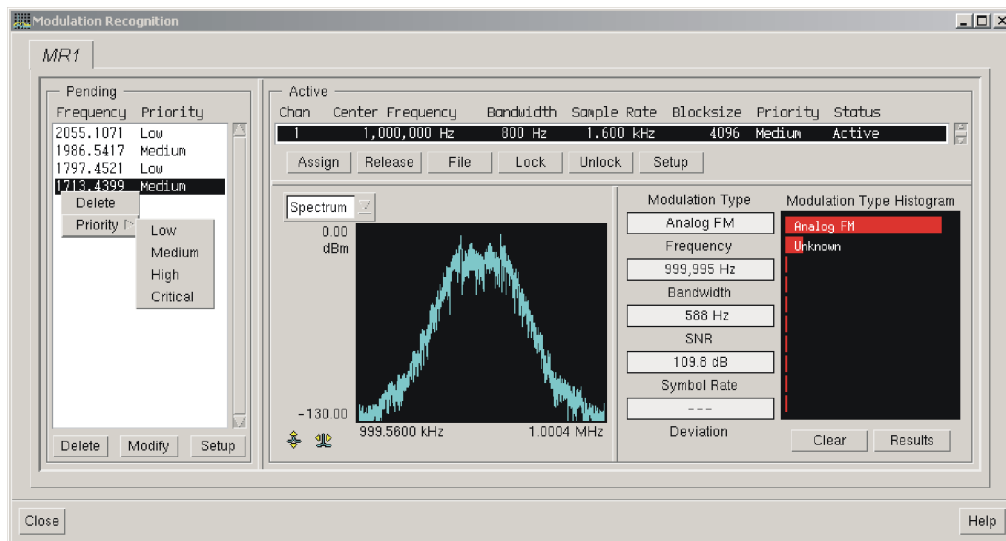 Modulation Recognition
MR1
Pending
Frequency Priority
2055.1071 Low
1986.5417 Medium
1797.4521 Low
1713.4399 Medium
Delete
Priority
Low
Medium
High
Critical
Delete Modify Setup
Active
Chan Center Frequency Bandwidth Sample Rate Blocksize Priority Status
1 1,000,000 Hz 800 Hz 1.600 kHz 4096 Medium Active
Assign Release File Lock Unlock Setup
Spectrum
0.00
dBm
-130.00
999.5600 kHz 1.0004 MHz
Modulation Type
Analog FM
Frequency
999,995 Hz
Bandwidth
588 Hz
SNR
109.8 dB
Symbol Rate
---
Deviation
Modulation Type Histogram
Analog FM
Unknown
Clear Results
Close Help